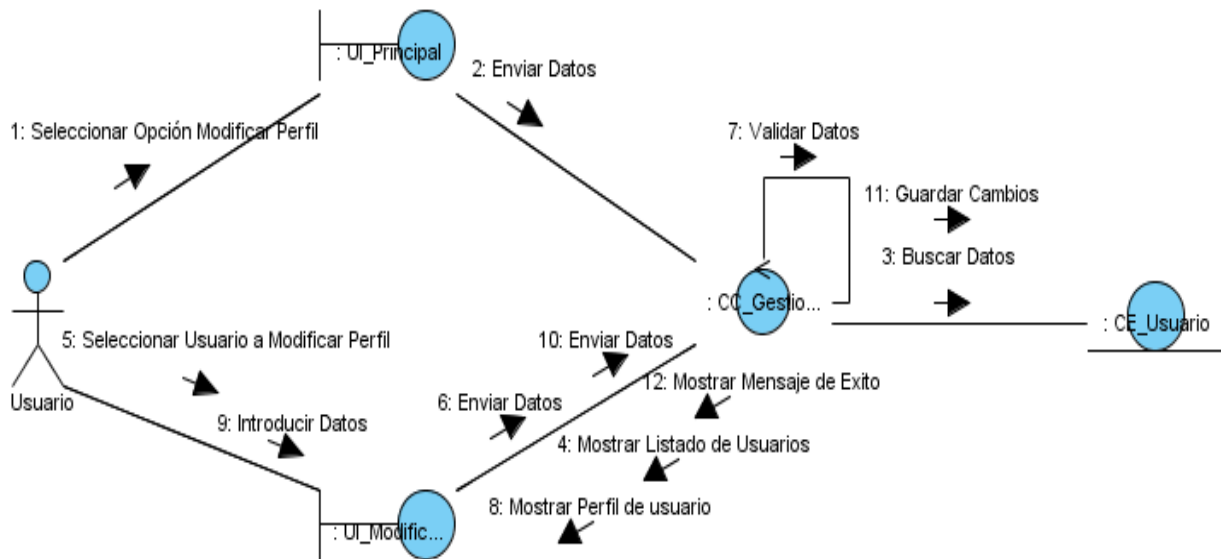 : UI_Principal
2: Enviar Datos
1: Seleccionar Opción Modificar Perfil
7: Validar Datos
11: Guardar Cambios
3: Buscar Datos
: CC_Gestio...
: CE_Usuario
5: Seleccionar Usuario a Modificar Perfil
10: Enviar Datos
12: Mostrar Mensaje de Exito
Usuario
9: Introducir Datos
6: Enviar Datos
4: Mostrar Listado de Usuarios
8: Mostrar Perfil de usuario
: UI_Modific...